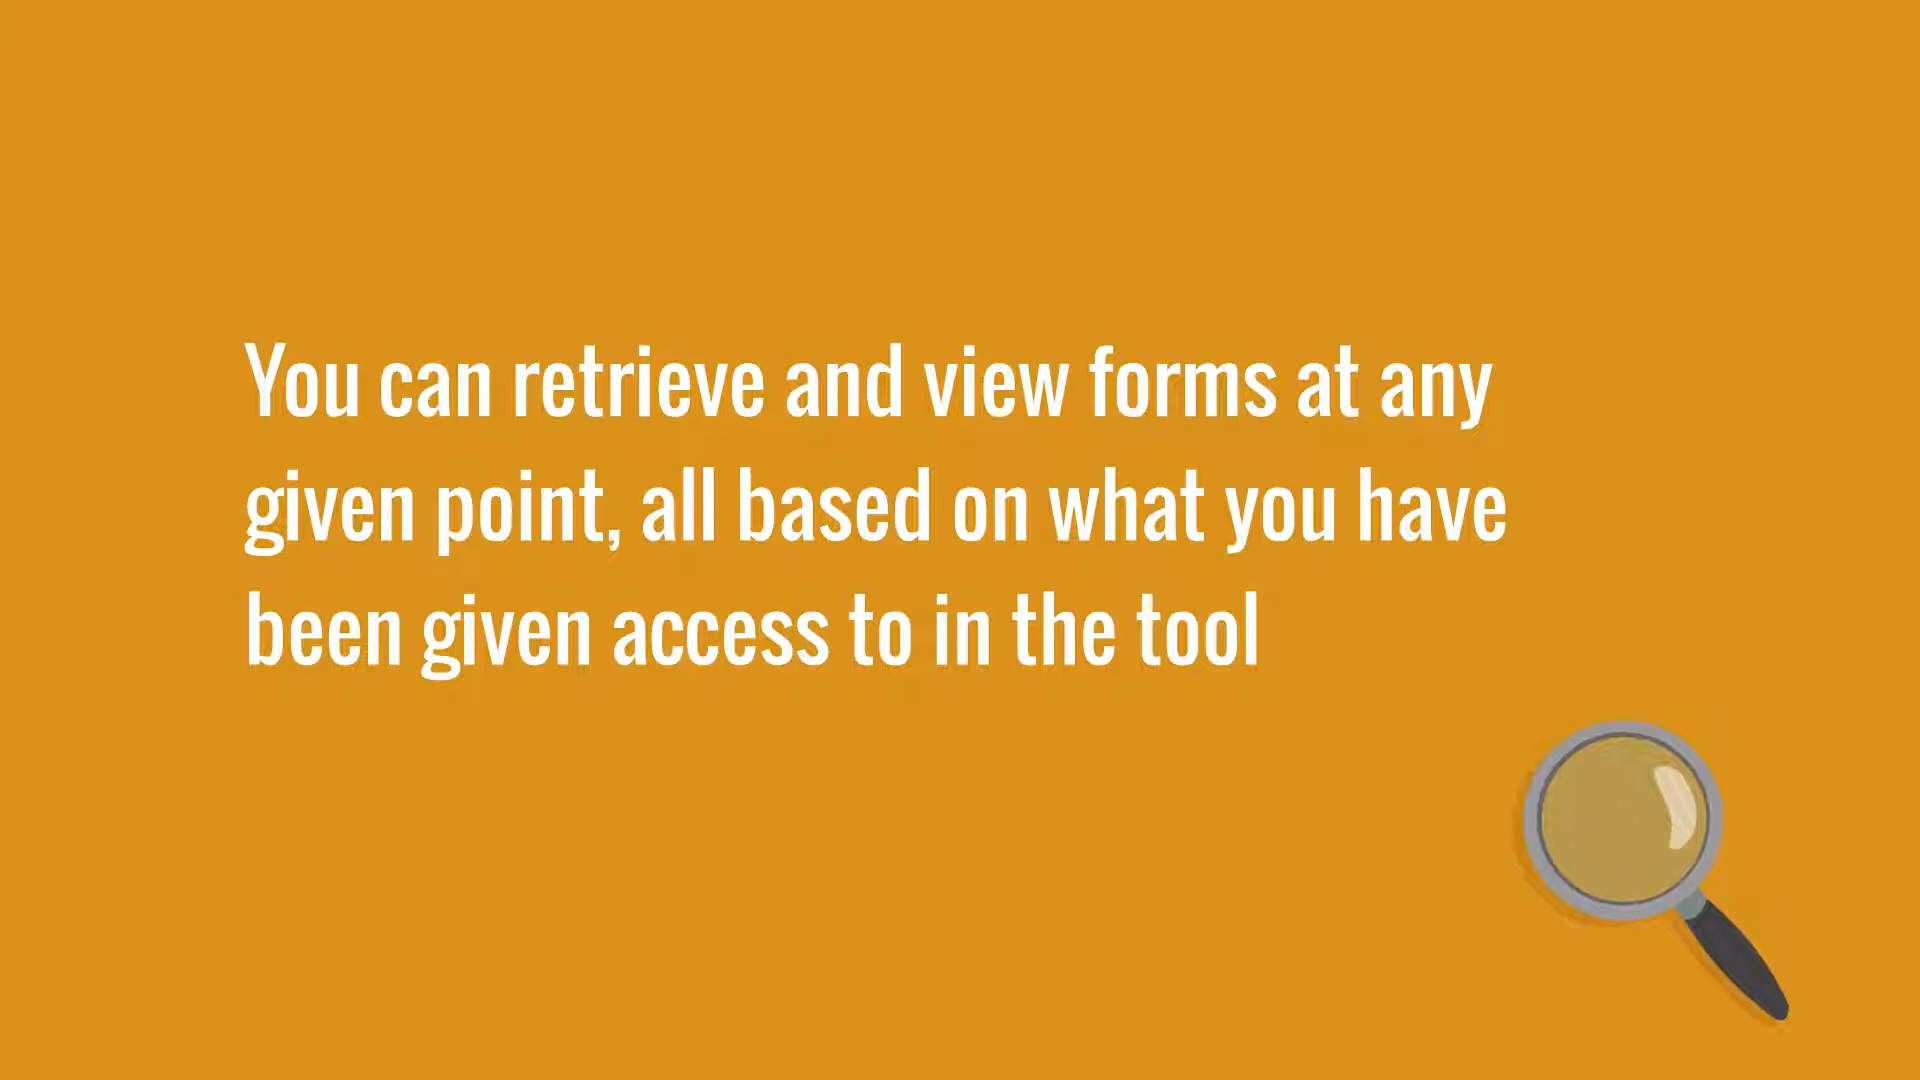 You can retrieve and view forms at any
given point, all based on what you have
been given access to in the tool